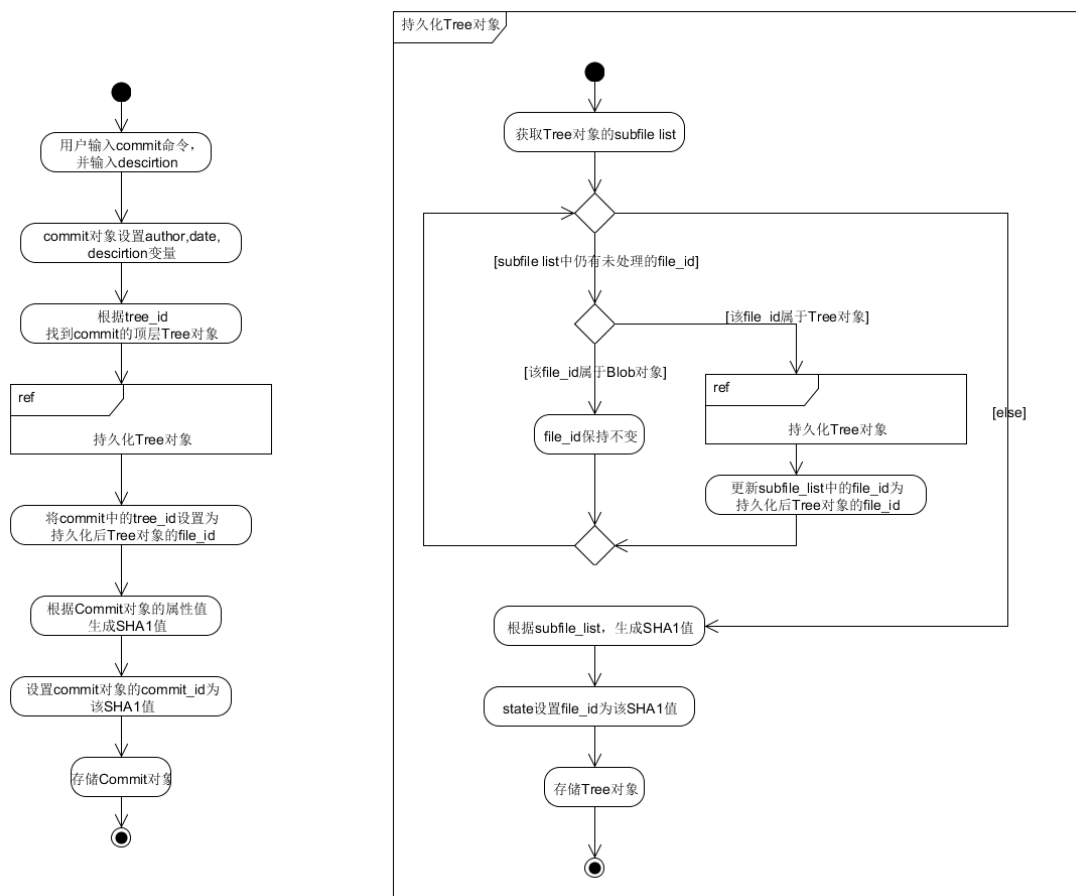 用户输入commit命令，
并输入descirtion
commit对象设置author,date,
descirtion变量
根据tree_id
找到commit的顶层Tree对象
ref
持久化Tree对象
将commit中的tree_id设置为
持久化后Tree对象的file_id
根据Commit对象的属性值
生成SHA1值
设置commit对象的commit_id为
该SHA1值
存储Commit对象
持久化Tree对象
获取Tree对象的subfile list
[subfile list中仍有未处理的file_id]
[该file_id属于Tree对象]
[该file_id属于Blob对象]
ref
持久化Tree对象
[else]
file_id保持不变
更新subfile_list中的file_id为
持久化后Tree对象的file_id
根据subfile_list，生成SHA1值
state设置file_id为该SHA1值
存储Tree对象